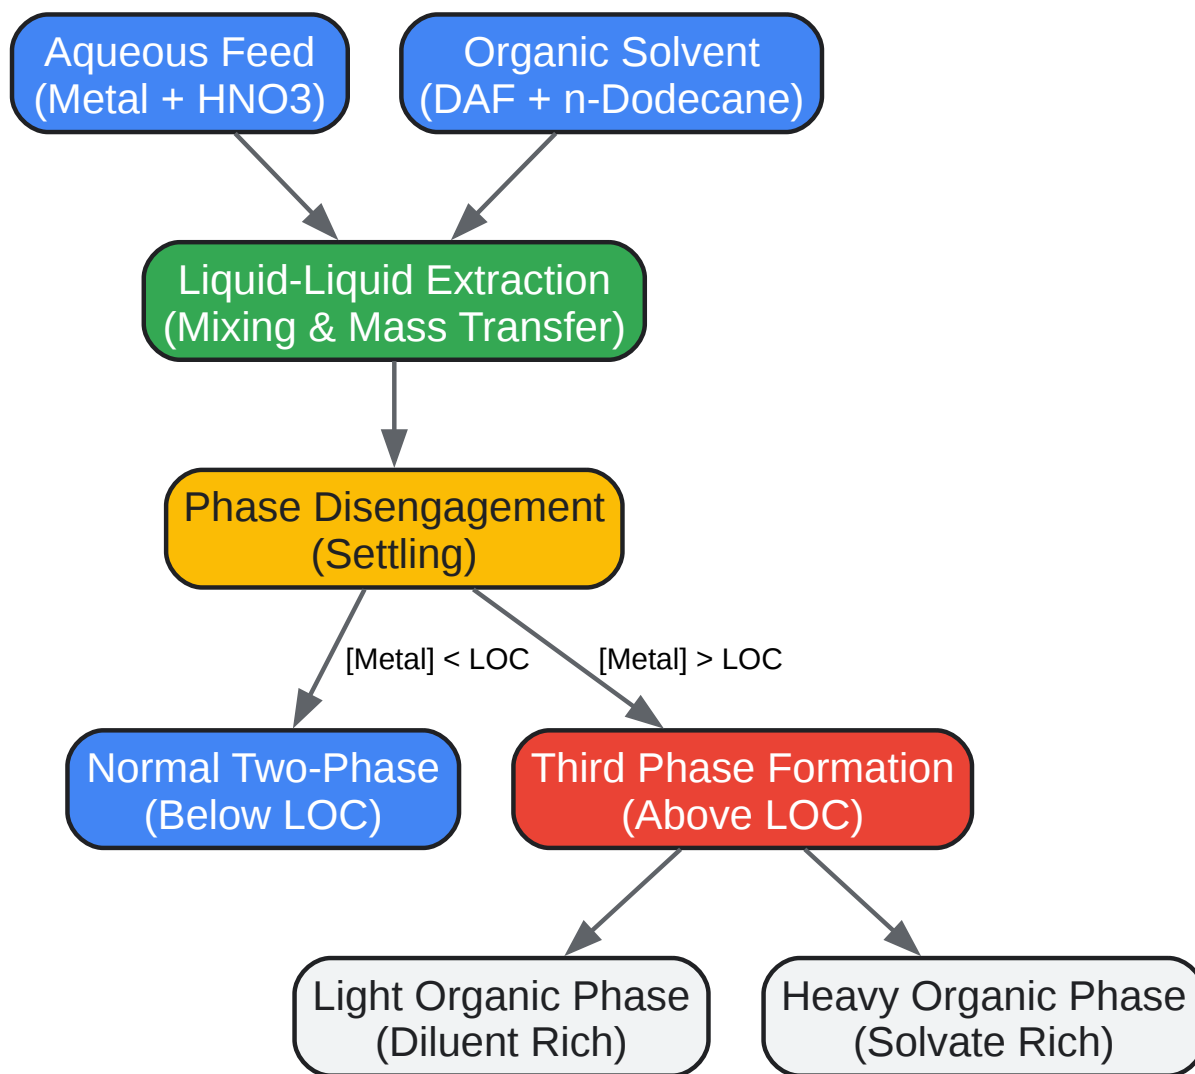 Aqueous Feed
(Metal + HNO3)
Organic Solvent
(DAF + n-Dodecane)
Liquid-Liquid Extraction
(Mixing & Mass Transfer)
Phase Disengagement
(Settling)
[Metal] < LOC
[Metal] > LOC
Normal Two-Phase
(Below LOC)
Third Phase Formation
(Above LOC)
Light Organic Phase
(Diluent Rich)
Heavy Organic Phase
(Solvate Rich)